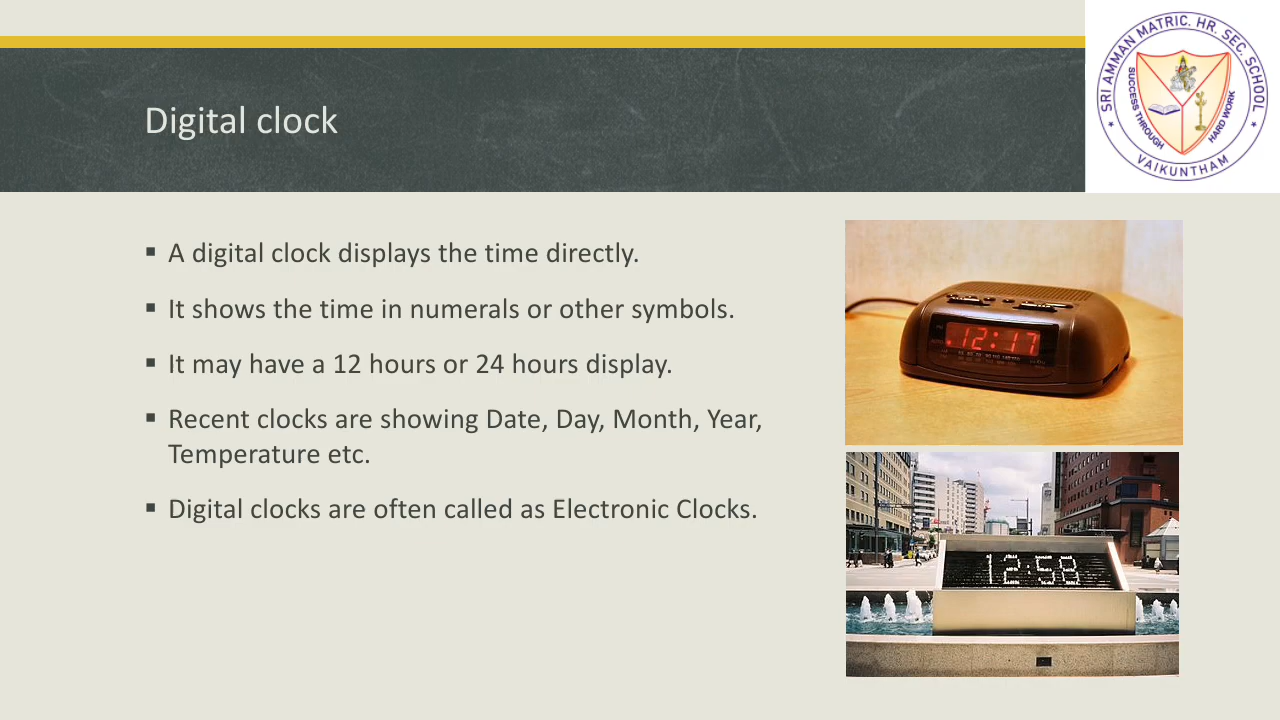 Digital clock
SRI AMMAN MATRIC. HR. SEC. SCHOOL
SUCCESS THROUGH
HARD WORK
VAIKUNTHAM
▪ A digital clock displays the time directly.
▪ It shows the time in numerals or other symbols.
▪ It may have a 12 hours or 24 hours display.
▪ Recent clocks are showing Date, Day, Month, Year,
Temperature etc.
▪ Digital clocks are often called as Electronic Clocks.
12:17
12:58